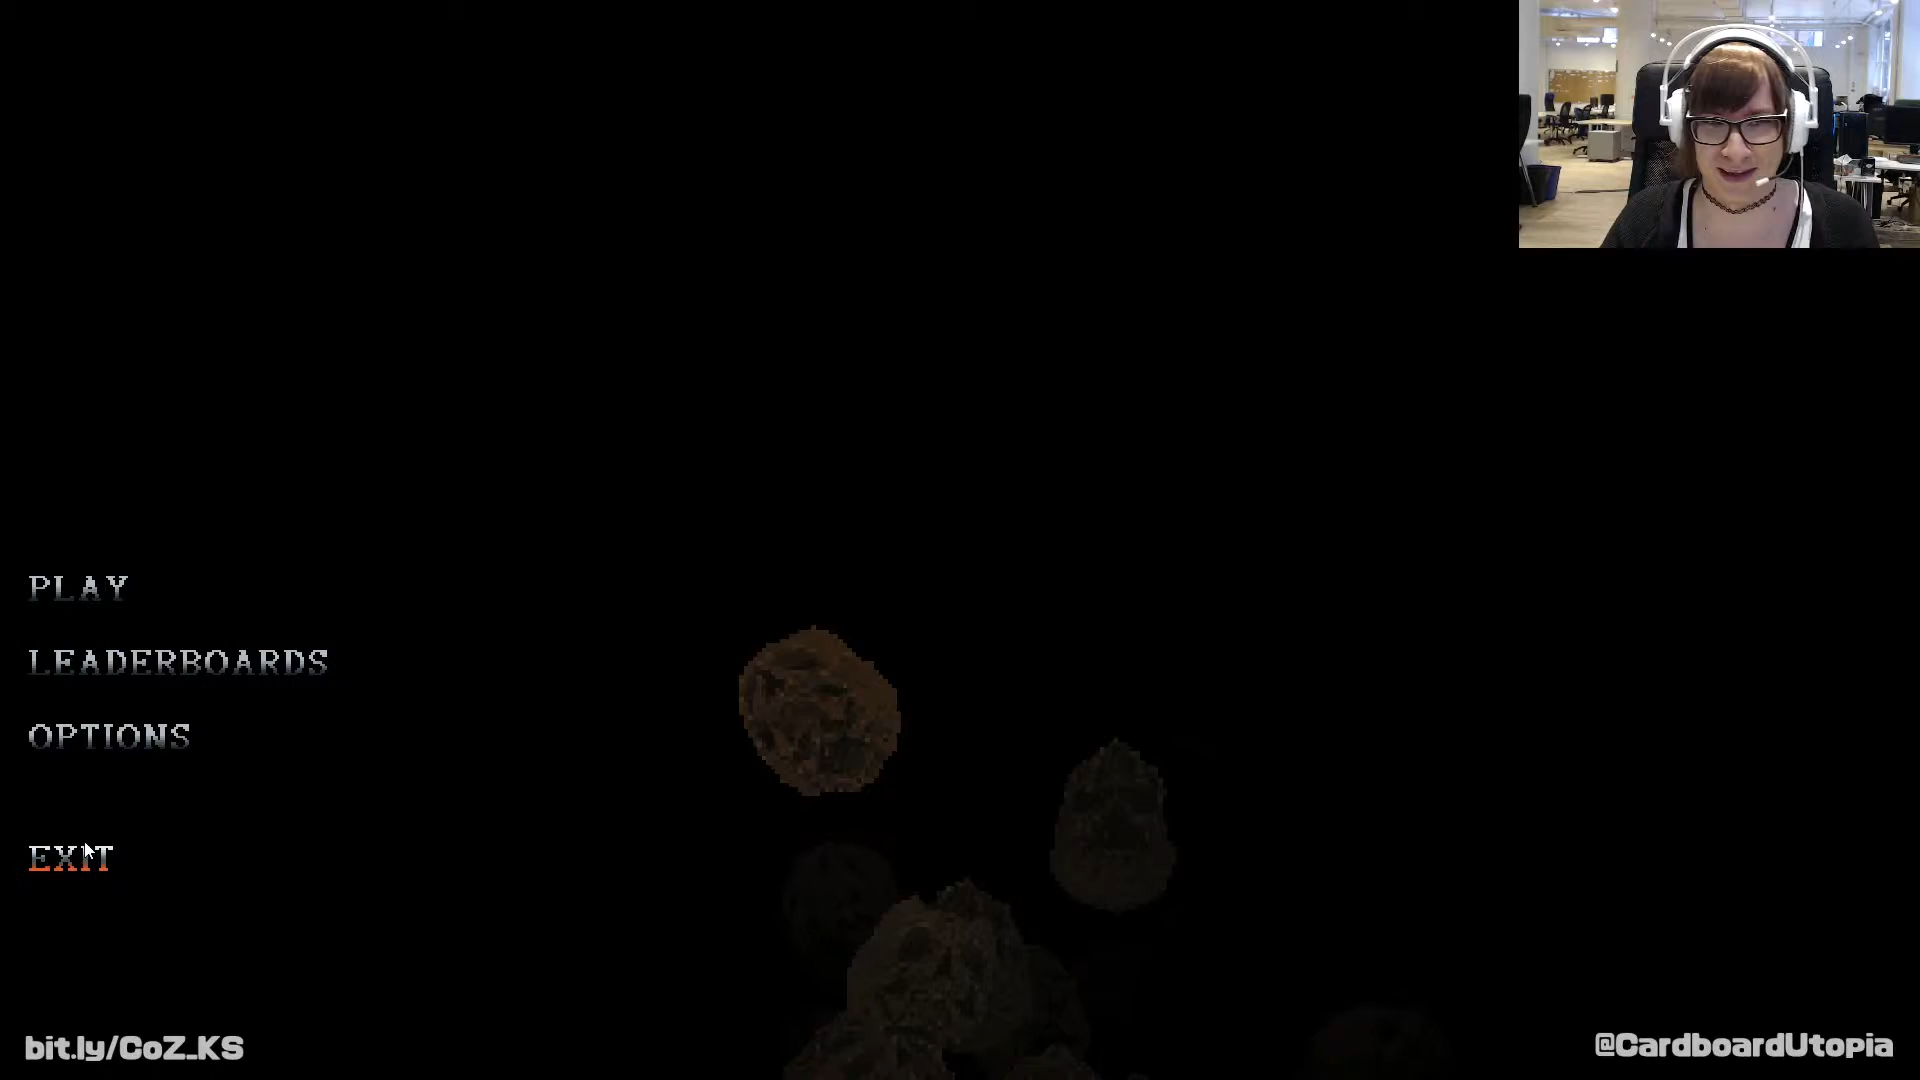 PLAY
LEADERBOARDS
OPTIONS
EXIT
bit.ly/CoZ_KS
@CardboardUtopia